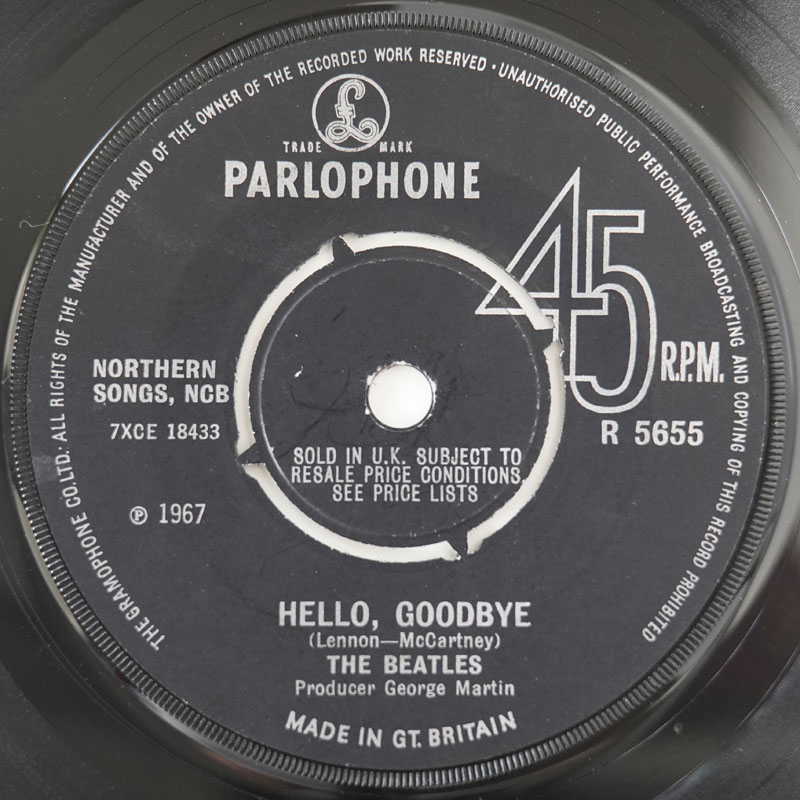 THE GRAMOPHONE CO.LTD. ALL RIGHTS OF THE MANUFACTURER AND OF THE OWNER OF THE RECORDED WORK RESERVED · UNAUTHORISED PUBLIC PERFORMANCE BROADCASTING AND COPYING OF THIS RECORD PROHIBITED
£
TRADE MARK
PARLOPHONE
45
R.P.M.
NORTHERN
SONGS, NCB
7XCE 18433
R 5655
SOLD IN U.K. SUBJECT TO
RESALE PRICE CONDITIONS,
SEE PRICE LISTS
℗ 1967
HELLO, GOODBYE
(Lennon—McCartney)
THE BEATLES
Producer George Martin
MADE IN GT. BRITAIN